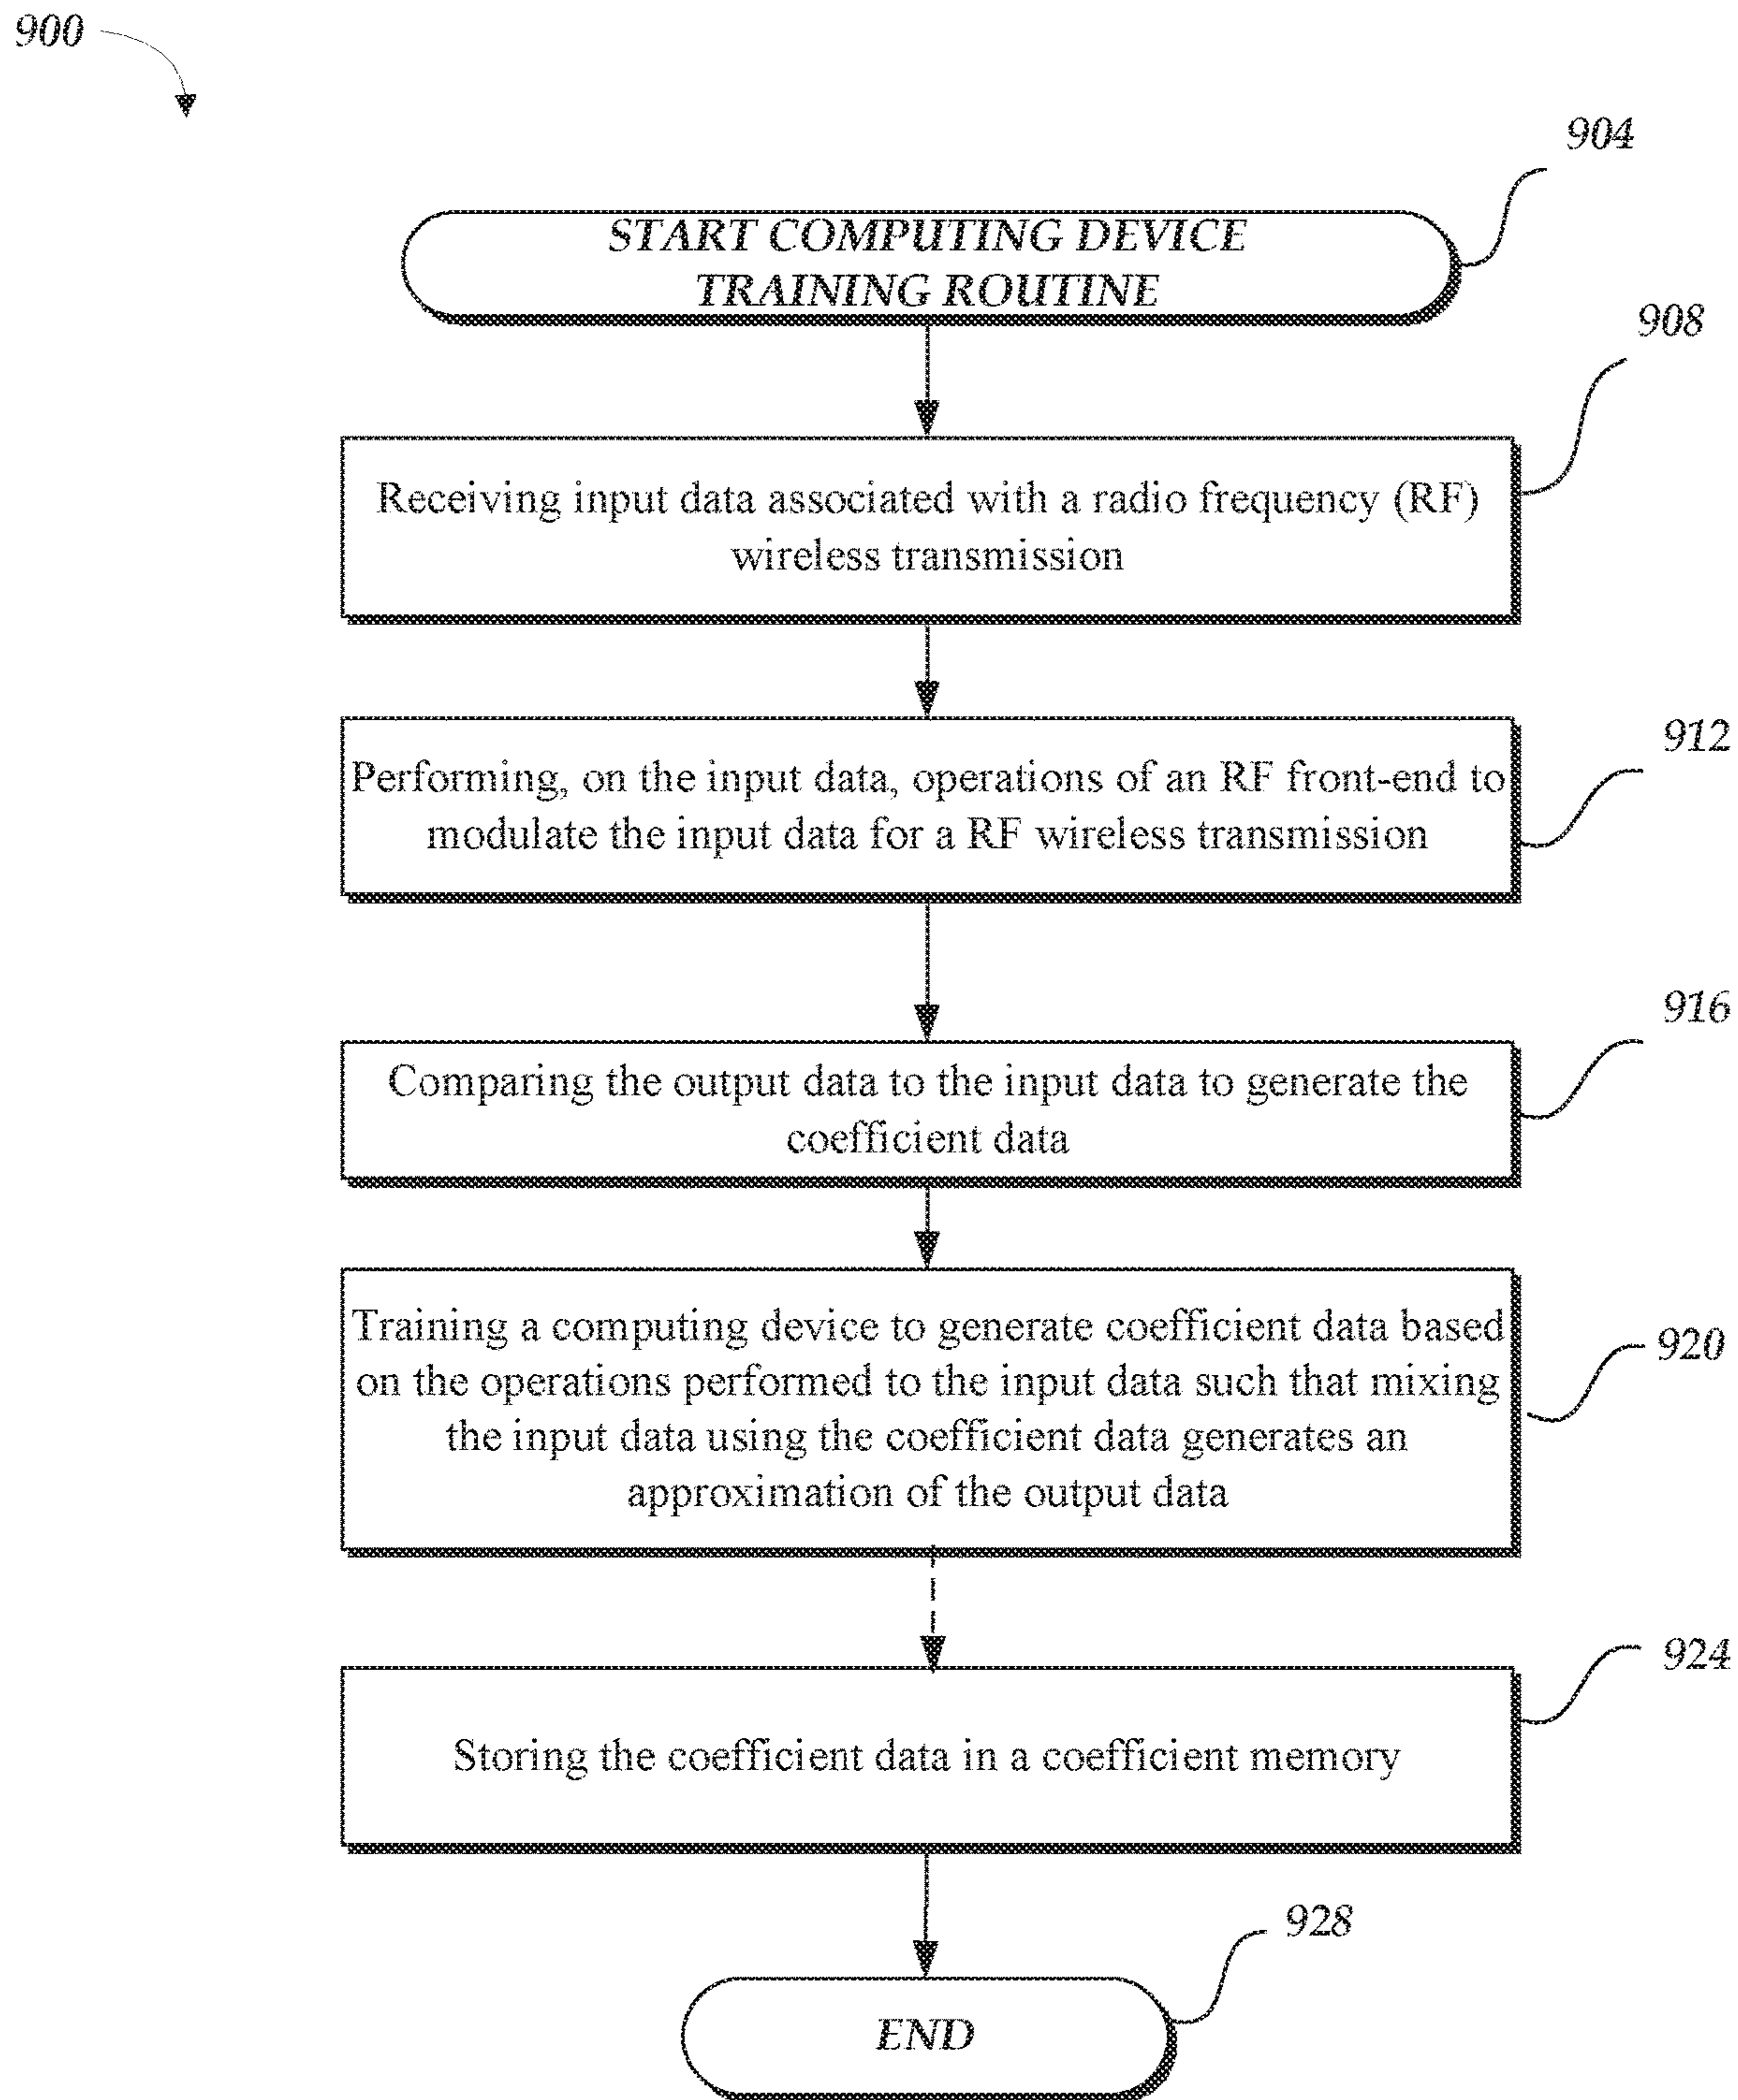 900
904
START COMPUTING DEVICE
TRAINING ROUTINE
908
Receiving input data associated with a radio frequency (RF)
wireless transmission
912
Performing, on the input data, operations of an RF front-end to
modulate the input data for a RF wireless transmission
916
Comparing the output data to the input data to generate the
coefficient data
920
Training a computing device to generate coefficient data based
on the operations performed to the input data such that mixing
the input data using the coefficient data generates an
approximation of the output data
924
Storing the coefficient data in a coefficient memory
928
END